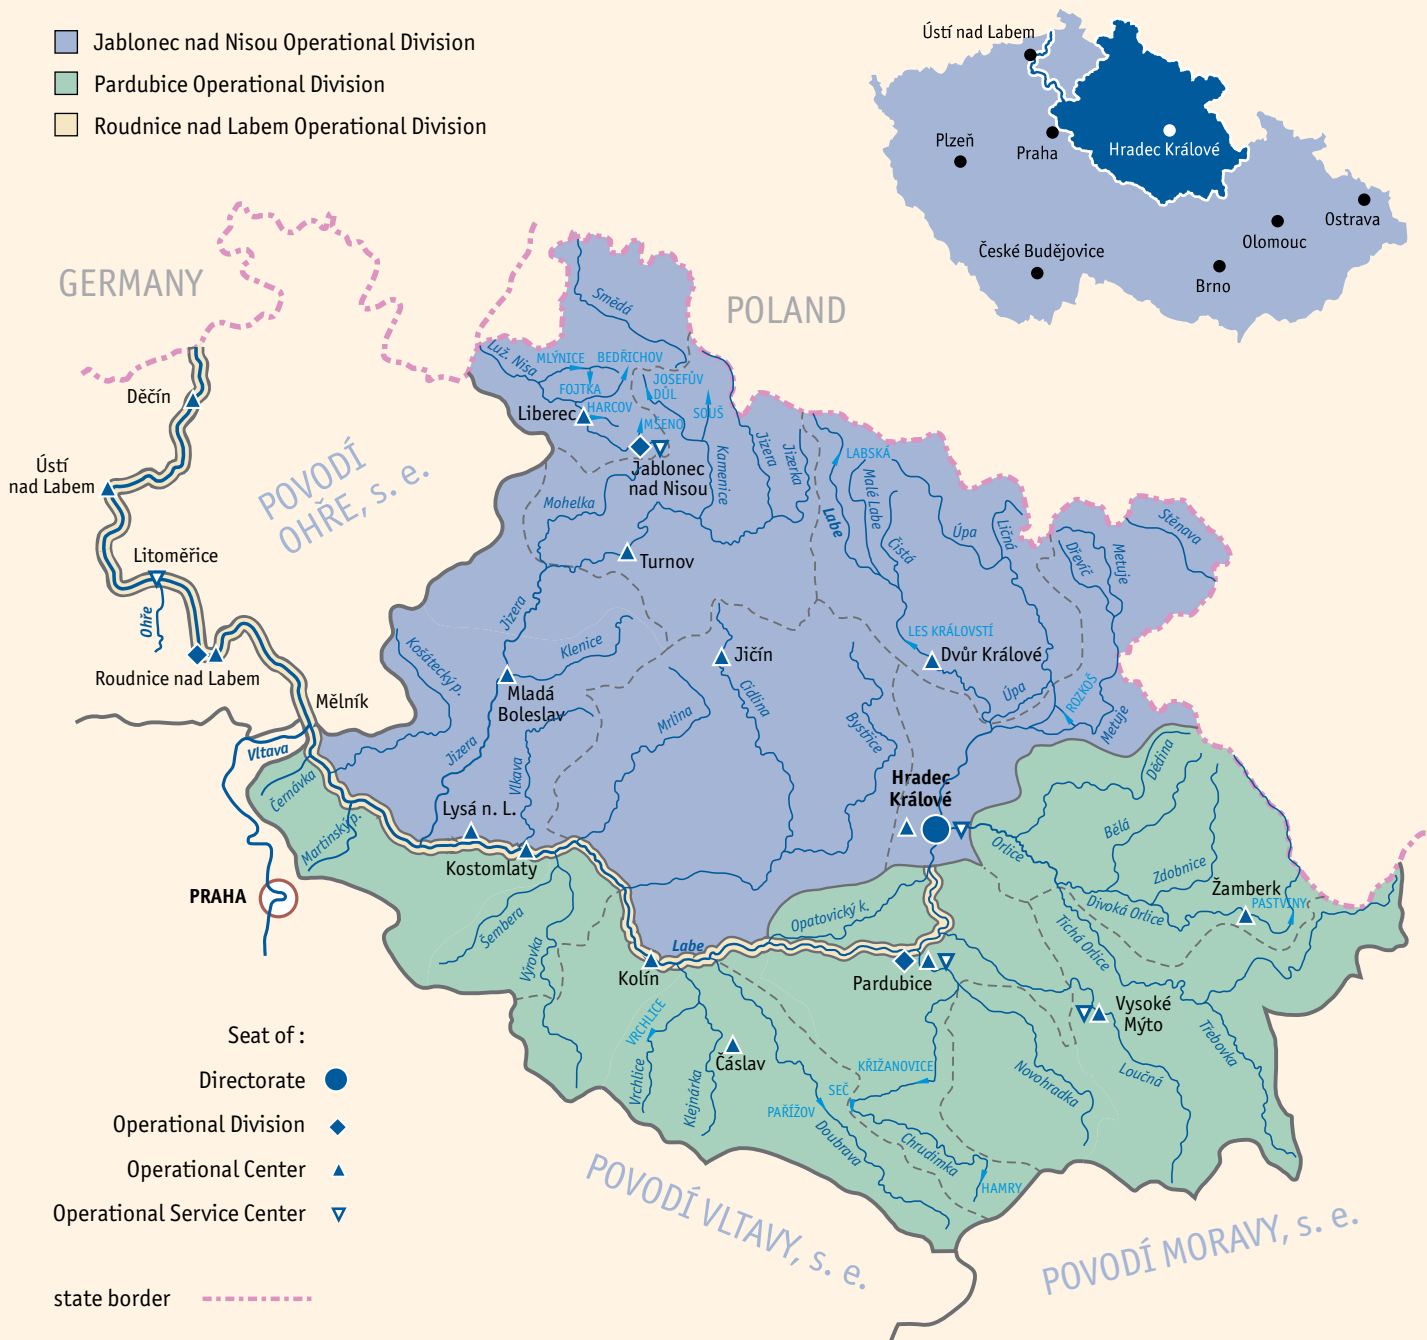 Jablonec nad Nisou Operational Division
Pardubice Operational Division
Roudnice nad Labem Operational Division
Ústí nad Labem
Plzeň
Praha
Hradec Králové
Ostrava
Olomouc
České Budějovice
Brno
GERMANY
POLAND
Smědá
Luž. Nisa
MLÝNICE
BEDŘICHOV
FOJTKA
JOSEFŮV
DŮL
Liberec
HARCOV
SOUŠ
MŠENO
Děčín
Ústí
nad Labem
POVODÍ
OHŘE, s. e.
Jablonec
nad Nisou
Kamenice
Jizera
Jizerka
LABSKÁ
Malé Labe
Labe
Mohelka
Čistá
Úpa
Ličná
Stěnava
Dřevíč
Metuje
Litoměřice
Ohře
Turnov
Jizera
Klenice
Košátecký p.
LES KRÁLOVSTÍ
Dvůr Králové
Jičín
Roudnice nad Labem
Mělník
Mladá
Boleslav
Cidlina
Mrlina
Bystřice
Úpa
ROZKOŠ
Metuje
Vltava
Jizera
Vlkava
Dědina
Černávka
Martinský p.
Lysá n. L.
Kostomlaty
Hradec
Králové
Orlice
Bělá
Zdobnice
Žamberk
PASTVINY
Divoká Orlice
Tichá Orlice
PRAHA
Šembera
Výrovka
Opatovický k.
Labe
Kolín
Pardubice
Vysoké
Mýto
Třebovka
VRCHLICE
Vrchlice
Klejnárka
Čáslav
KŘIŽANOVICE
SEČ
PAŘÍŽOV
Doubrava
Chrudimka
HAMRY
Novohradka
Loučná
Seat of :
Directorate
Operational Division
Operational Center
Operational Service Center
POVODÍ VLTAVY, s. e.
POVODÍ MORAVY, s. e.
state border